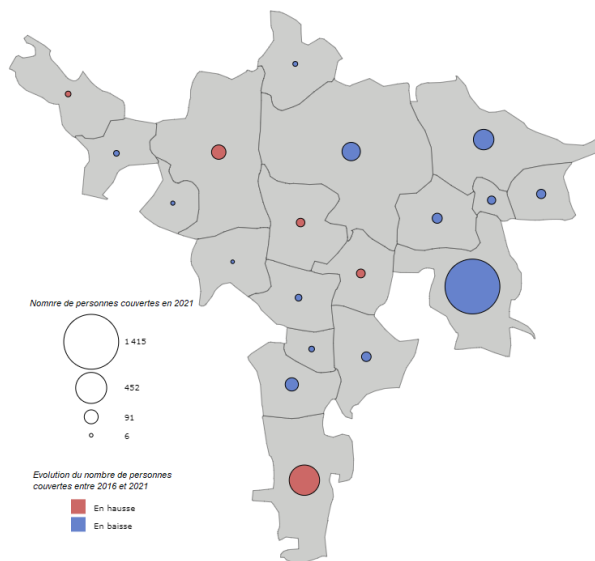 Nomnre de personnes couvertes en 2021
1 415
452
91
6
Evolution du nombre de personnes
couvertes entre 2016 et 2021
En hausse
En baisse